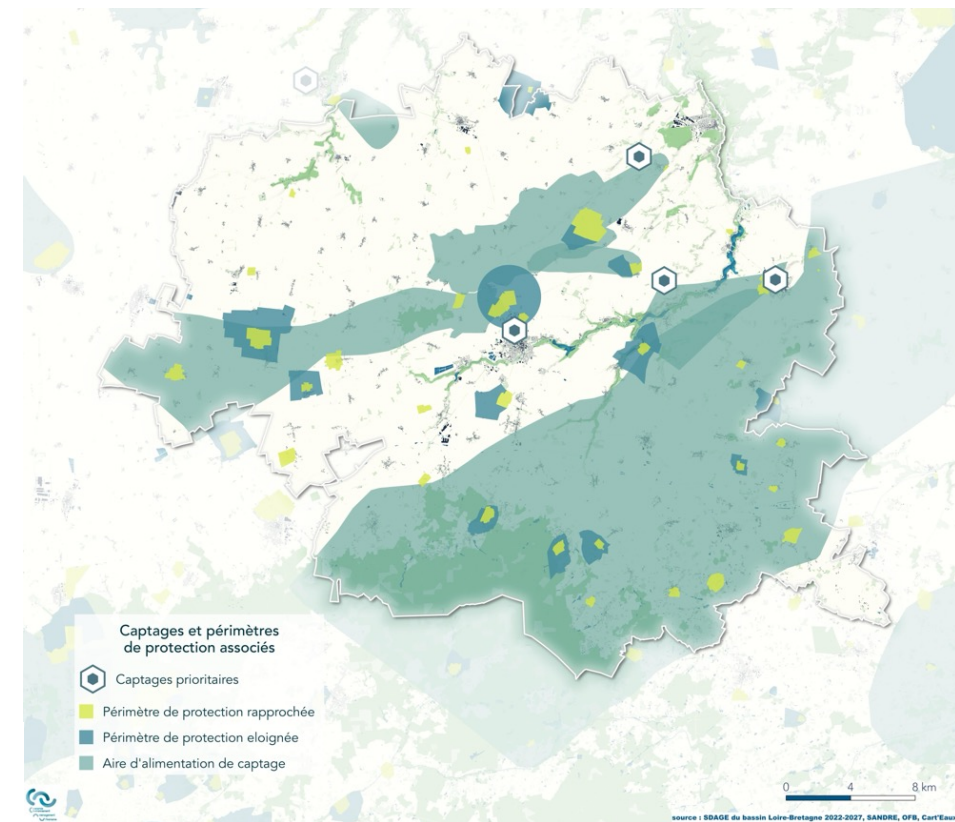 Captages et périmètres
de protection associés
Captages prioritaires
Périmètre de protection rapprochée
Périmètre de protection eloignée
Aire d'alimentation de captage
0 4 8 km
source : SDAGE du bassin Loire-Bretagne 2022-2027, SANDRE, OFB, Cart'Eaux